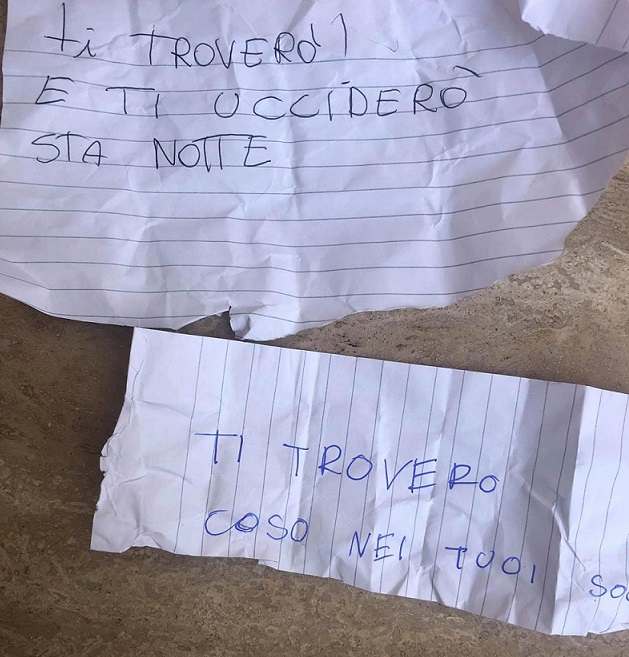 ti TROVERÒ!
E TI UCCIDERÒ
STA NOTTE
TI TROVERO
COSO NEI TUOI